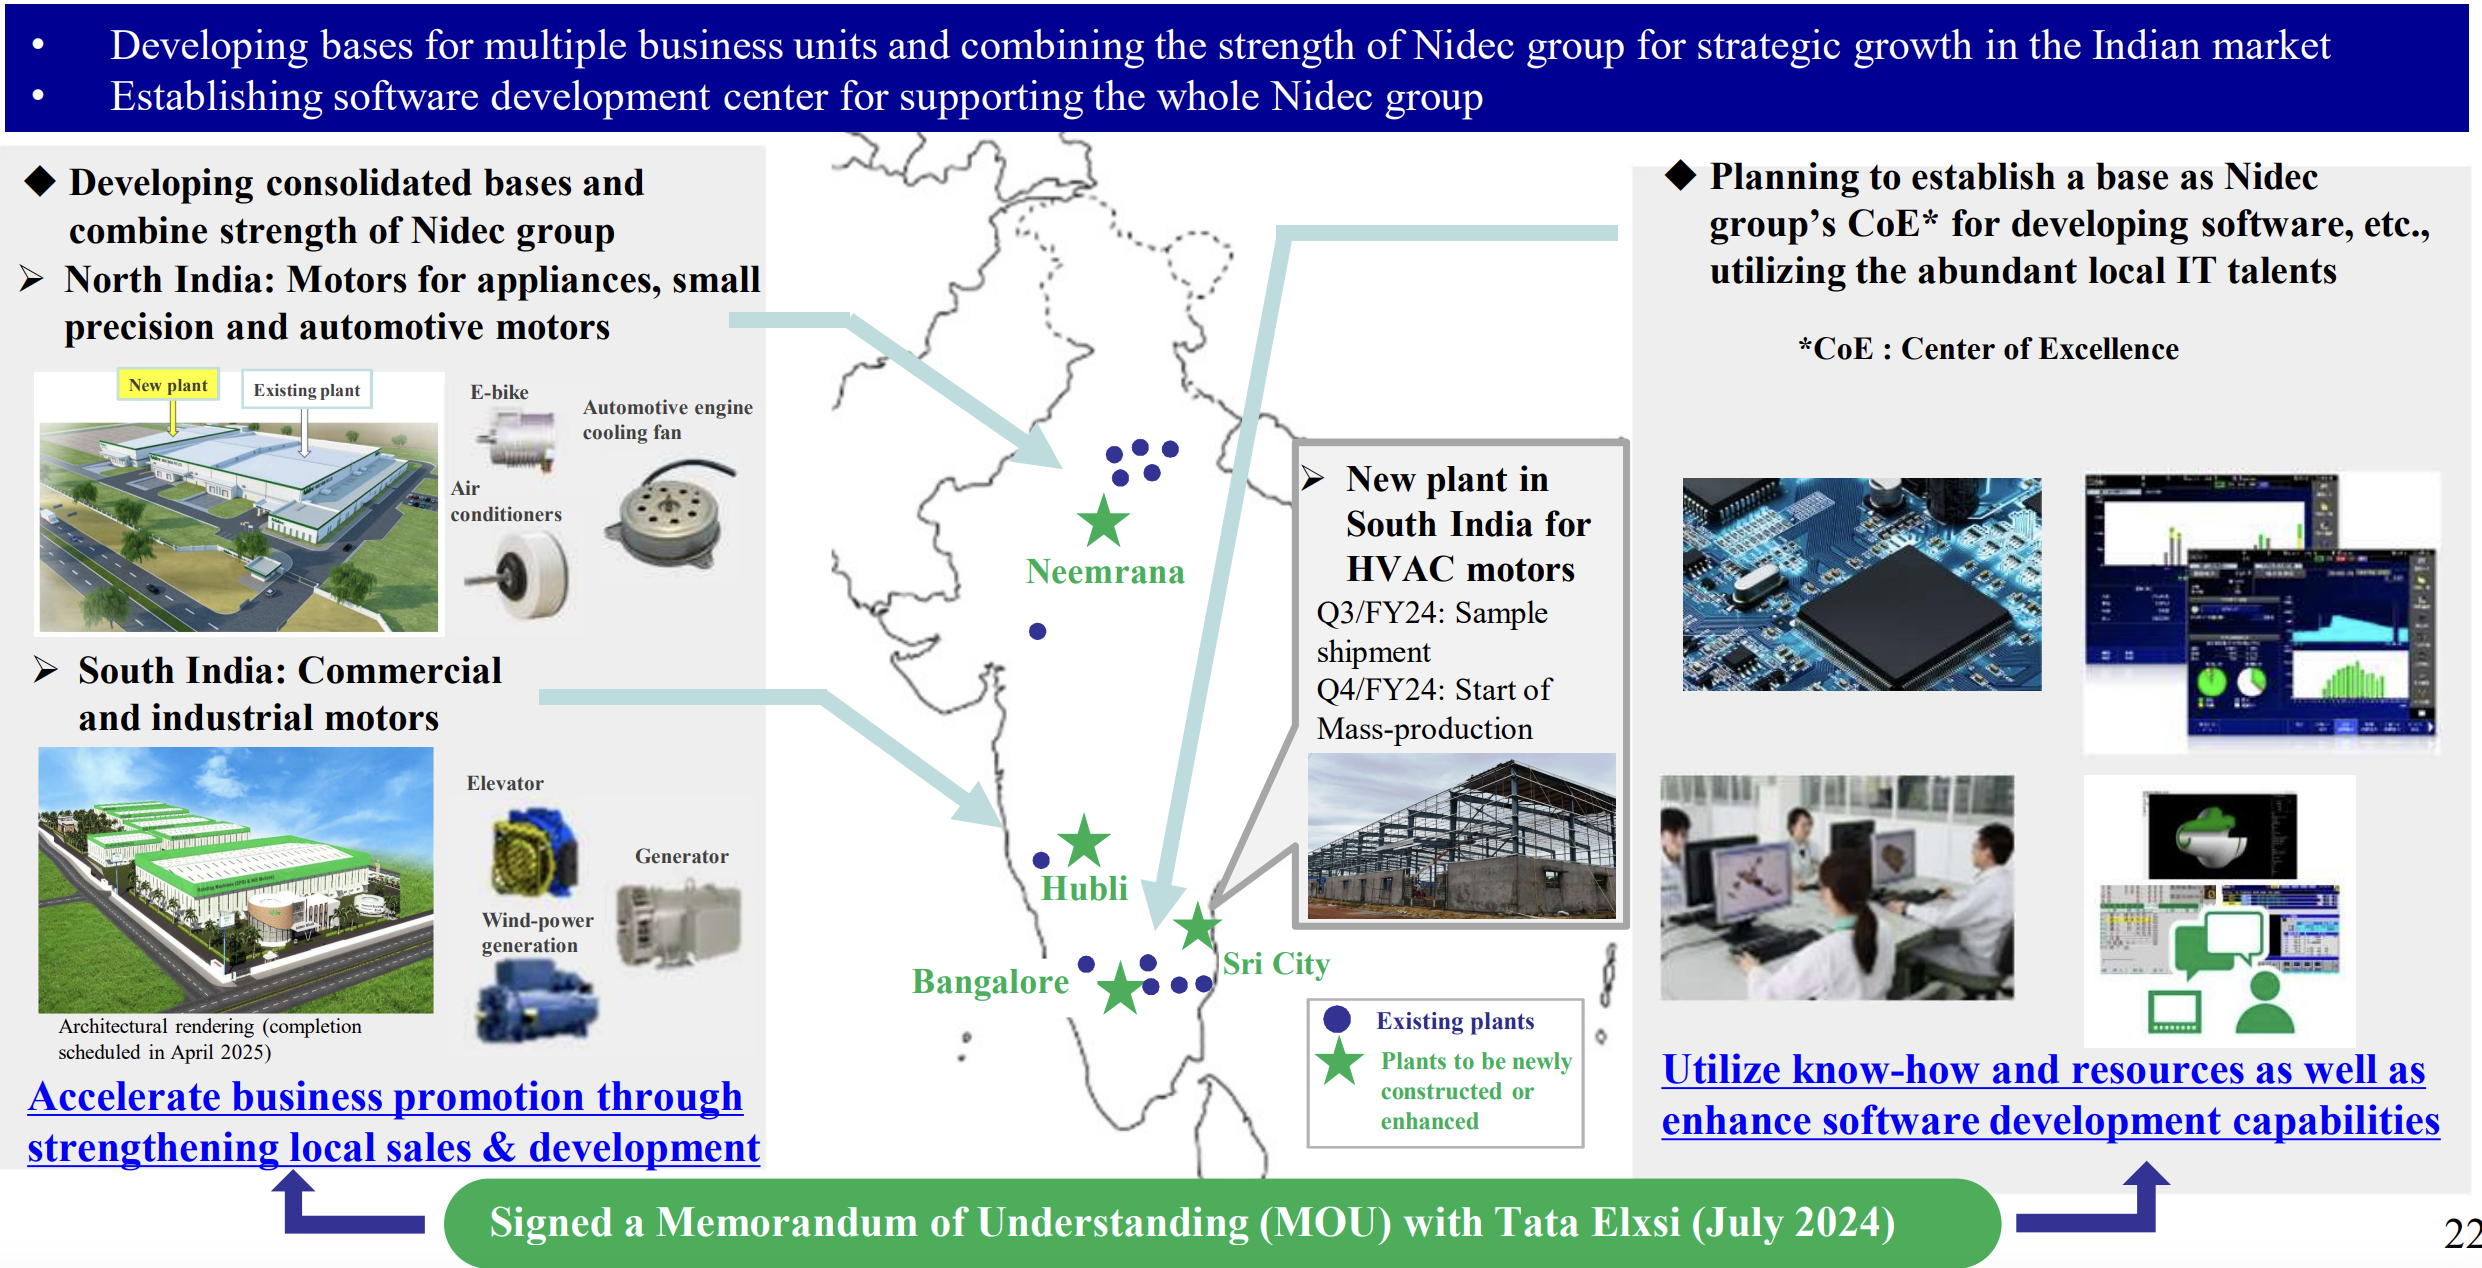 • Developing bases for multiple business units and combining the strength of Nidec group for strategic growth in the Indian market
• Establishing software development center for supporting the whole Nidec group
◆ Developing consolidated bases and
combine strength of Nidec group
➢ North India: Motors for appliances, small
precision and automotive motors
New plant
Existing plant
E-bike
Automotive engine
cooling fan
Air
conditioners
➢ South India: Commercial
and industrial motors
Elevator
Generator
Wind-power
generation
Architectural rendering (completion
scheduled in April 2025)
Accelerate business promotion through
strengthening local sales & development
Neemrana
Hubli
Bangalore
Sri City
➢ New plant in
South India for
HVAC motors
Q3/FY24: Sample
shipment
Q4/FY24: Start of
Mass-production
Existing plants
Plants to be newly
constructed or
enhanced
◆ Planning to establish a base as Nidec
group’s CoE* for developing software, etc.,
utilizing the abundant local IT talents
*CoE : Center of Excellence
Utilize know-how and resources as well as
enhance software development capabilities
Signed a Memorandum of Understanding (MOU) with Tata Elxsi (July 2024)
22